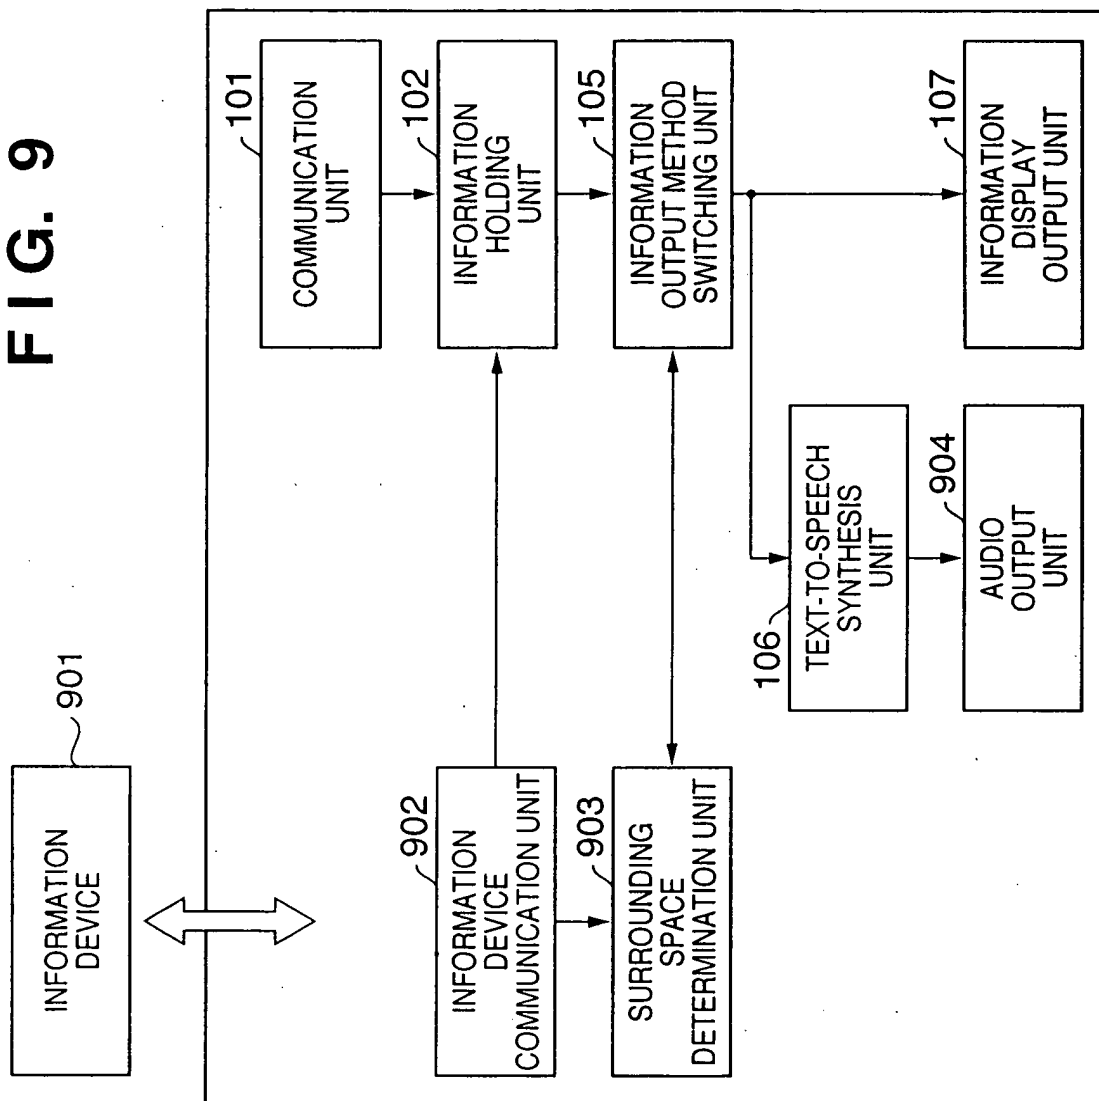 FIG. 9
901
INFORMATION
DEVICE
101
COMMUNICATION
UNIT
902
INFORMATION
DEVICE
COMMUNICATION UNIT
102
INFORMATION
HOLDING
UNIT
903
SURROUNDING
SPACE
DETERMINATION UNIT
105
INFORMATION
OUTPUT METHOD
SWITCHING UNIT
106
TEXT-TO-SPEECH
SYNTHESIS
UNIT
904
AUDIO
OUTPUT
UNIT
107
INFORMATION
DISPLAY
OUTPUT UNIT